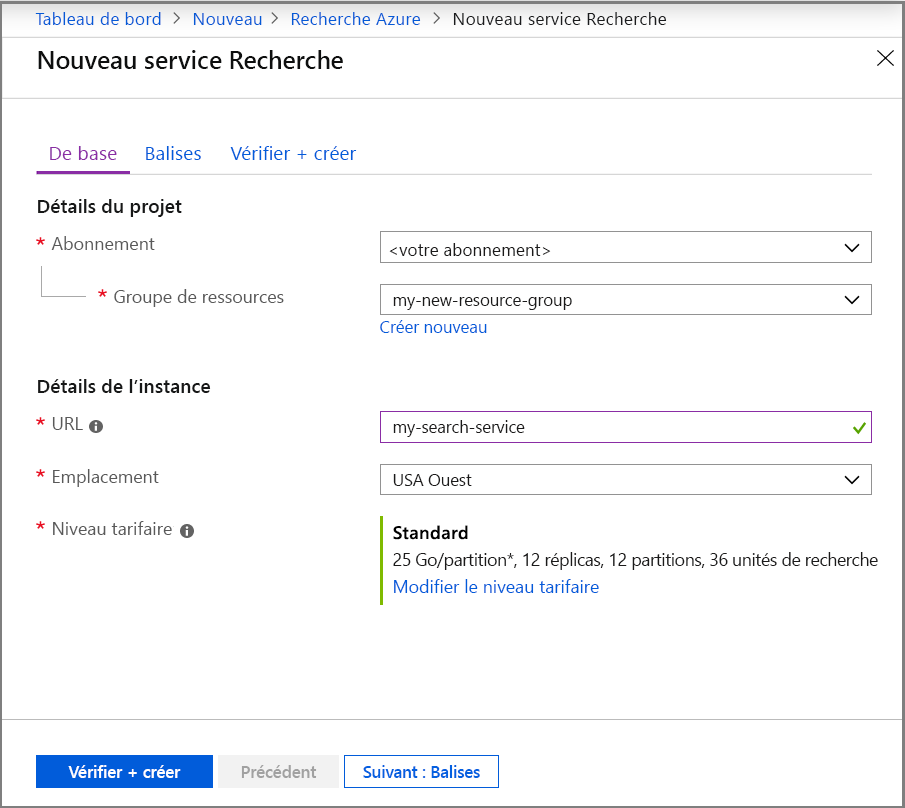 Tableau de bord > Nouveau > Recherche Azure > Nouveau service Recherche
Nouveau service Recherche
De base Balises Vérifier + créer
Détails du projet
* Abonnement <votre abonnement>
* Groupe de ressources my-new-resource-group
Créer nouveau
Détails de l’instance
* URL my-search-service
* Emplacement USA Ouest
* Niveau tarifaire Standard
25 Go/partition*, 12 réplicas, 12 partitions, 36 unités de recherche
Modifier le niveau tarifaire
Vérifier + créer Précédent Suivant : Balises